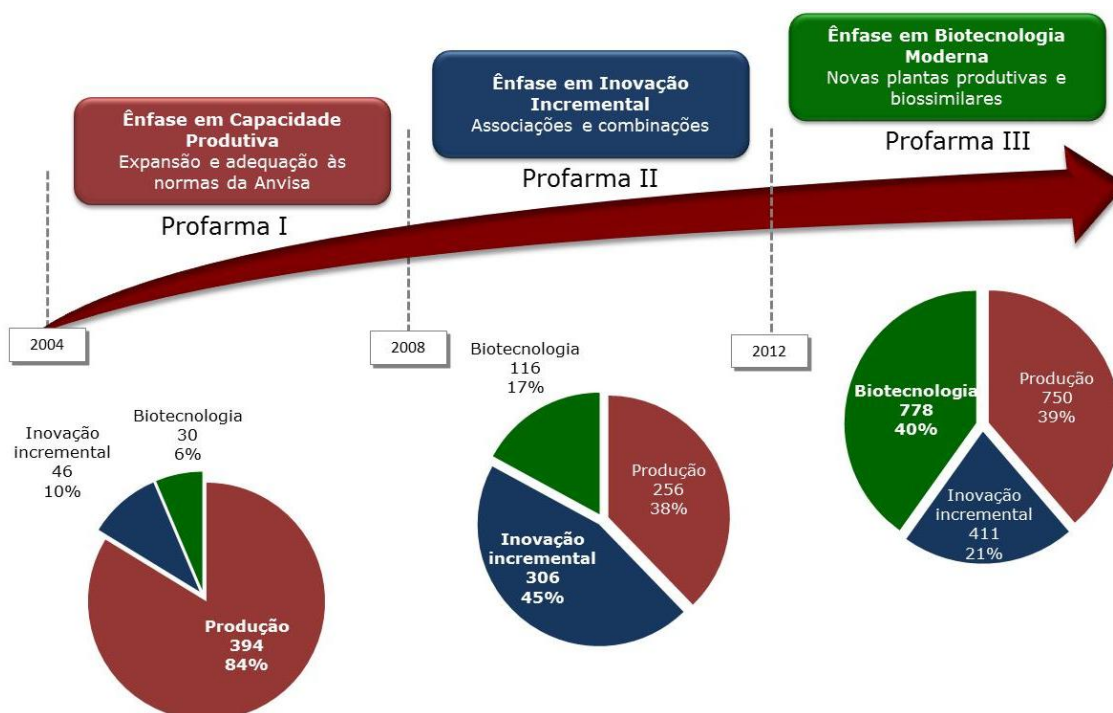 Ênfase em Capacidade
Produtiva
Expansão e adequação às
normas da Anvisa
Profarma I
Ênfase em Inovação
Incremental
Associações e combinações
Profarma II
Ênfase em Biotecnologia
Moderna
Novas plantas produtivas e
biossimilares
Profarma III
2004
2008
2012
Inovação
incremental
46
10%
Biotecnologia
30
6%
Produção
394
84%
Biotecnologia
116
17%
Produção
256
38%
Inovação
incremental
306
45%
Biotecnologia
778
40%
Produção
750
39%
Inovação
incremental
411
21%